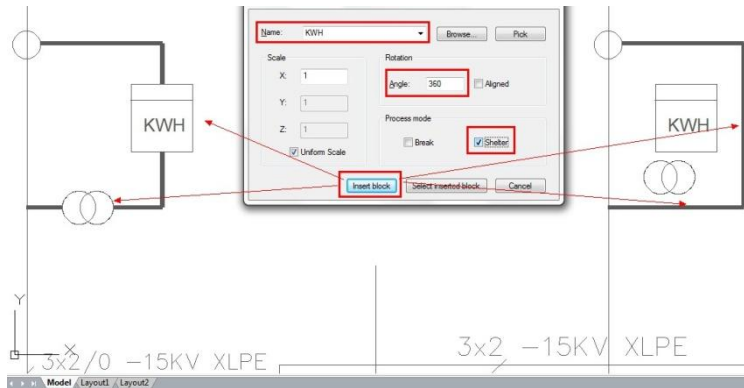 Name: KWH Browse... Pick
Scale Rotation
X: 1
Angle: 360 Aligned
Y: 1
Process mode
Z: 1
Break Shelter
Uniform Scale
Insert block Select inserted block Cancel
KWH
KWH
Y
X
3x2/0 -15KV XLPE
3x2 -15KV XLPE
Model Layout1 Layout2